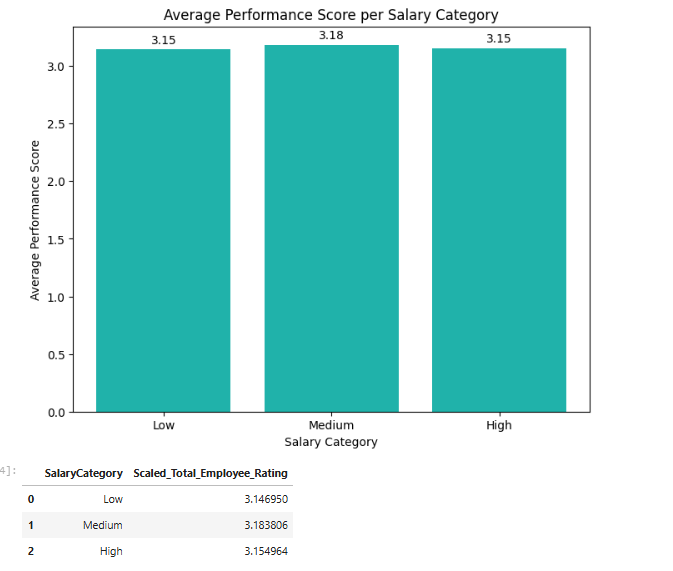 Average Performance Score per Salary Category
3.15
3.18
3.15
3.0
2.5
2.0
1.5
1.0
0.5
0.0
Average Performance Score
Low Medium High
Salary Category
4]:
SalaryCategory Scaled_Total_Employee_Rating
0 Low 3.146950
1 Medium 3.183806
2 High 3.154964